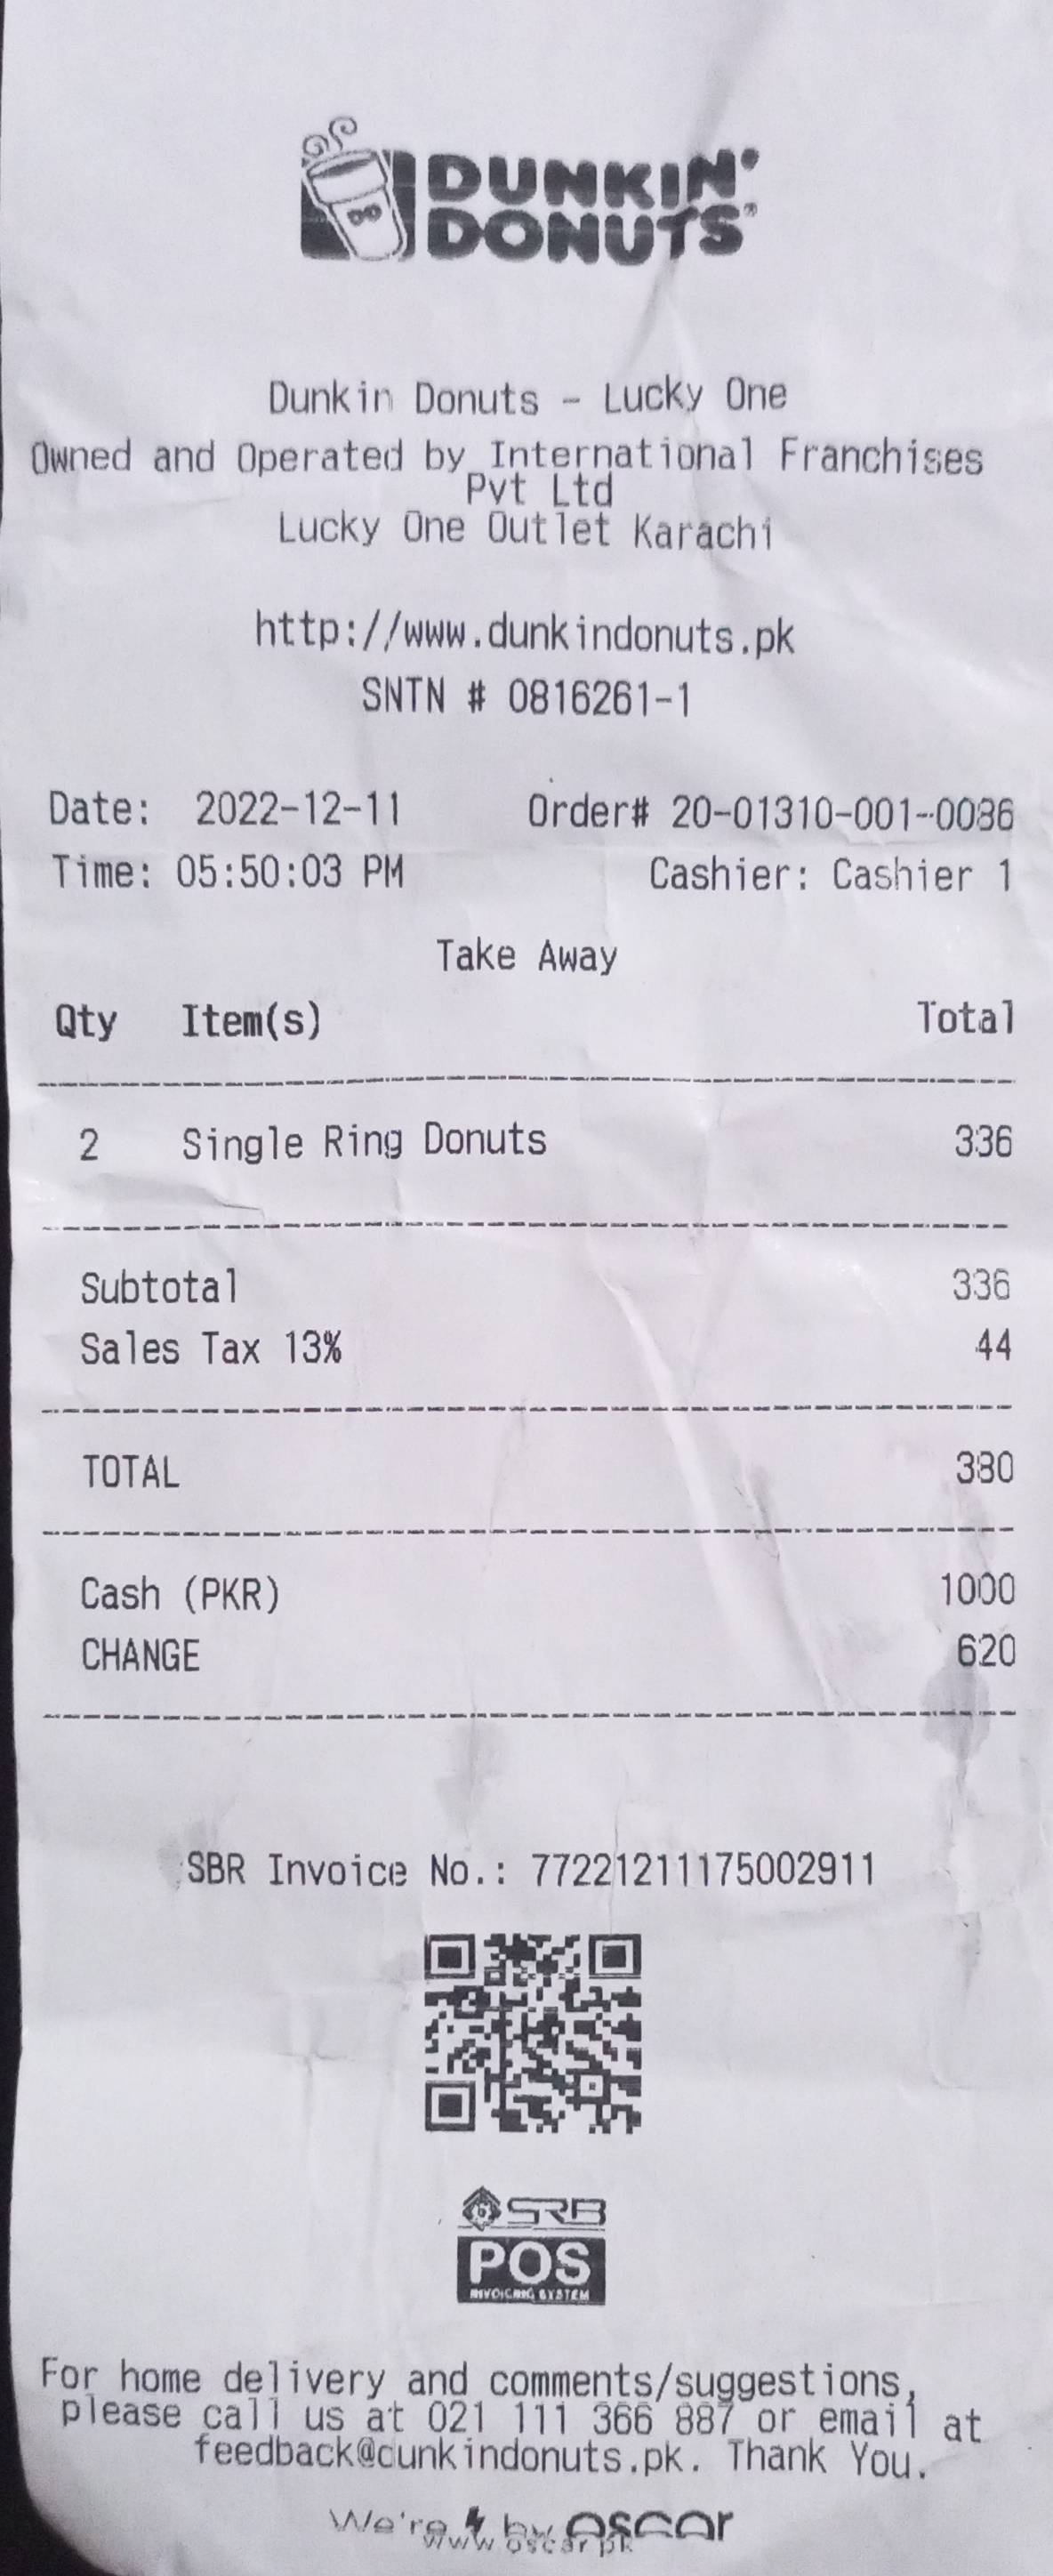 DUNKIN'
DONUTS®
Dunkin Donuts - Lucky One
Owned and Operated by International Franchises
Pvt Ltd
Lucky One Outlet Karachi
http://www.dunkindonuts.pk
SNTN # 0816261-1
Date: 2022-12-11 Order# 20-01310-001-0086
Time: 05:50:03 PM Cashier: Cashier 1
Take Away
Qty Item(s) Total
2 Single Ring Donuts 336
Subtotal 336
Sales Tax 13% 44
TOTAL 380
Cash (PKR) 1000
CHANGE 620
SBR Invoice No.: 77221211175002911
SRB
POS
INVOICING SYSTEM
For home delivery and comments/suggestions,
please call us at 021 111 366 887 or email at
feedback@dunkindonuts.pk. Thank You.
We're by oscar
www.oscar.pk